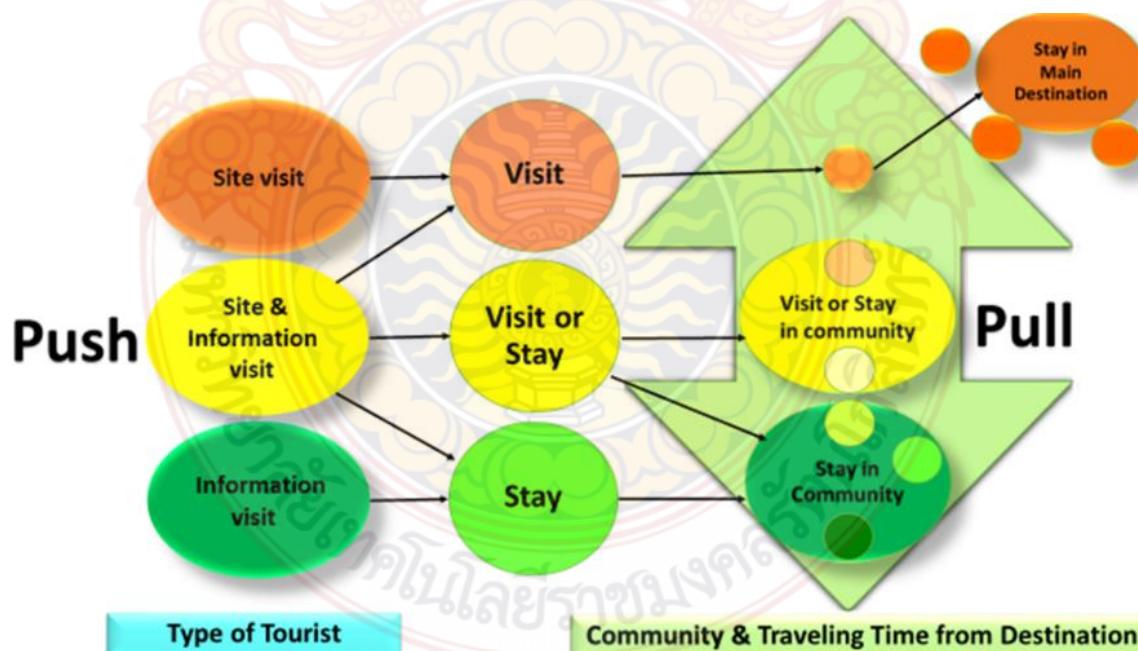 Stay in
Main
Destination
Site visit
Visit
Site &
Information
visit
Visit or
Stay
Visit or Stay
in community
Push
Pull
Information
visit
Stay
Stay in
Community
Type of Tourist
Community & Traveling Time from Destination